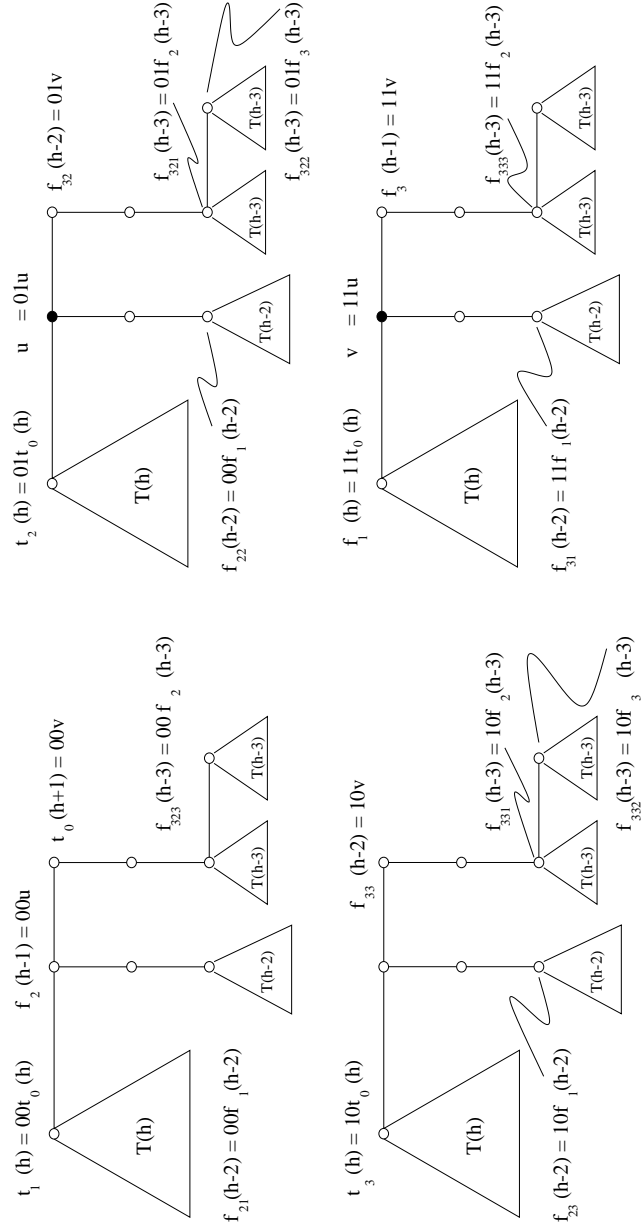 t_1 (h) = 00t_0 (h)
f_2 (h-1) = 00u
t_0 (h+1) = 00v
T(h)
T(h-2)
T(h-3)
T(h-3)
f_21 (h-2) = 00f_1 (h-2)
f_323 (h-3) = 00 f_2 (h-3)
t_2 (h) = 01t_0 (h)
u = 01u
f_32 (h-2) = 01v
T(h)
T(h-2)
T(h-3)
T(h-3)
f_22 (h-2) = 00f_1 (h-2)
f_321 (h-3) = 01f_2 (h-3)
f_322 (h-3) = 01f_3 (h-3)
t_3 (h) = 10t_0 (h)
f_33 (h-2) = 10v
T(h)
T(h-2)
T(h-3)
T(h-3)
f_23 (h-2) = 10f_1 (h-2)
f_331 (h-3) = 10f_2 (h-3)
f_332 (h-3) = 10f_3 (h-3)
f_1 (h) = 11t_0 (h)
v = 11u
f_3 (h-1) = 11v
T(h)
T(h-2)
T(h-3)
T(h-3)
f_31 (h-2) = 11f_1 (h-2)
f_333 (h-3) = 11f_2 (h-3)